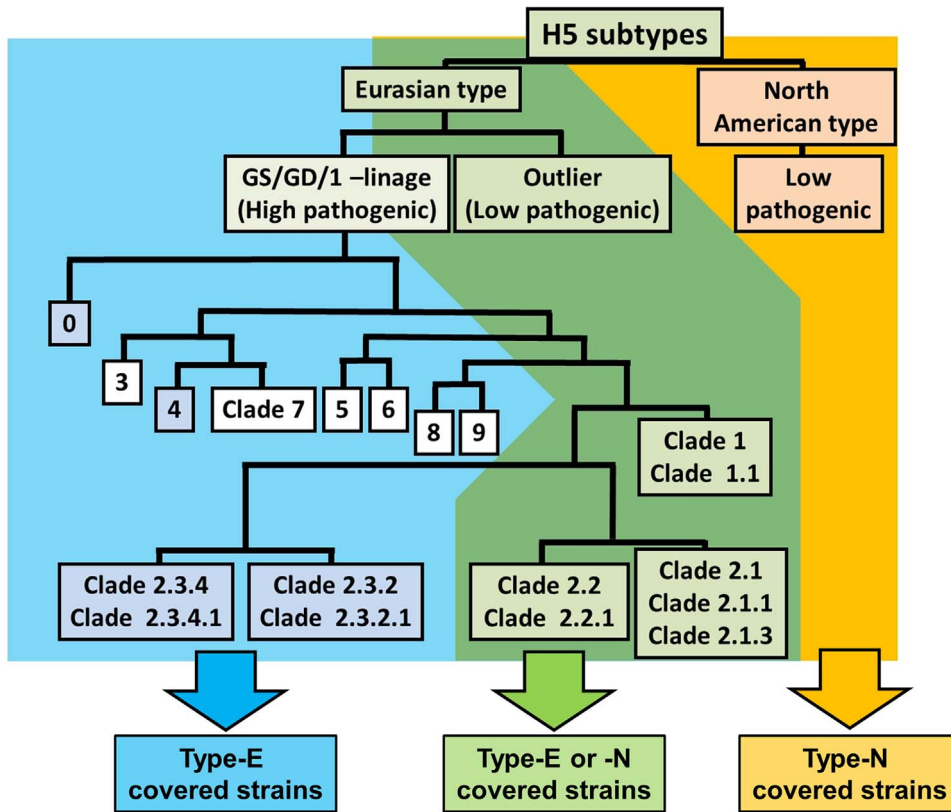 H5 subtypes
Eurasian type
North
American type
GS/GD/1 –linage
(High pathogenic)
Outlier
(Low pathogenic)
Low
pathogenic
0
3
4
Clade 7
5
6
8
9
Clade 1
Clade 1.1
Clade 2.3.4
Clade 2.3.4.1
Clade 2.3.2
Clade 2.3.2.1
Clade 2.2
Clade 2.2.1
Clade 2.1
Clade 2.1.1
Clade 2.1.3
Type-E
covered strains
Type-E or -N
covered strains
Type-N
covered strains